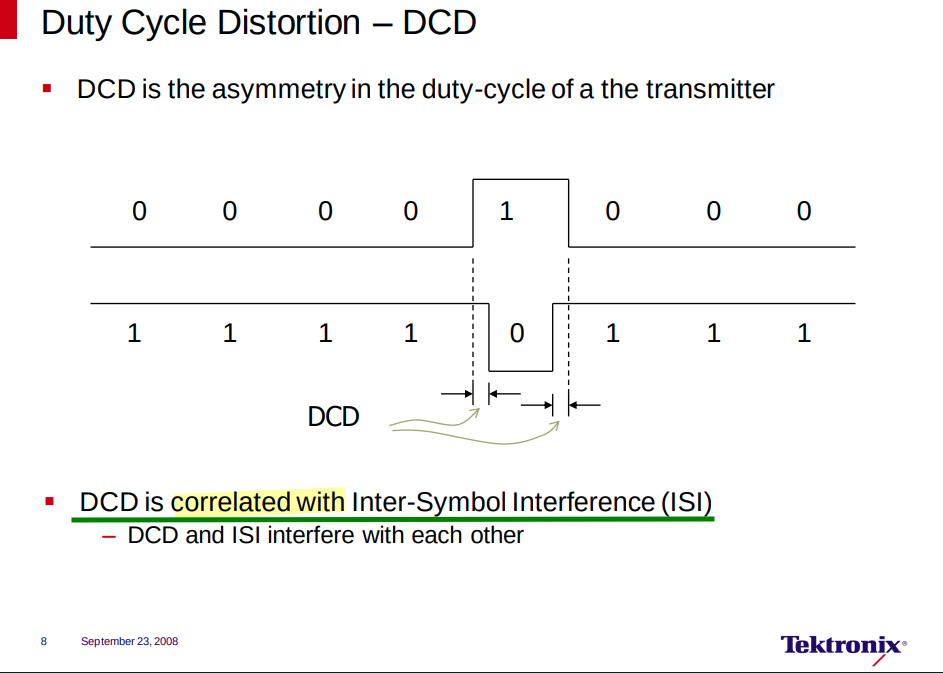 Duty Cycle Distortion – DCD
DCD is the asymmetry in the duty-cycle of a the transmitter
0 0 0 0 1 0 0 0
1 1 1 1 0 1 1 1
DCD
DCD is correlated with Inter-Symbol Interference (ISI)
– DCD and ISI interfere with each other
8 September 23, 2008
Tektronix®